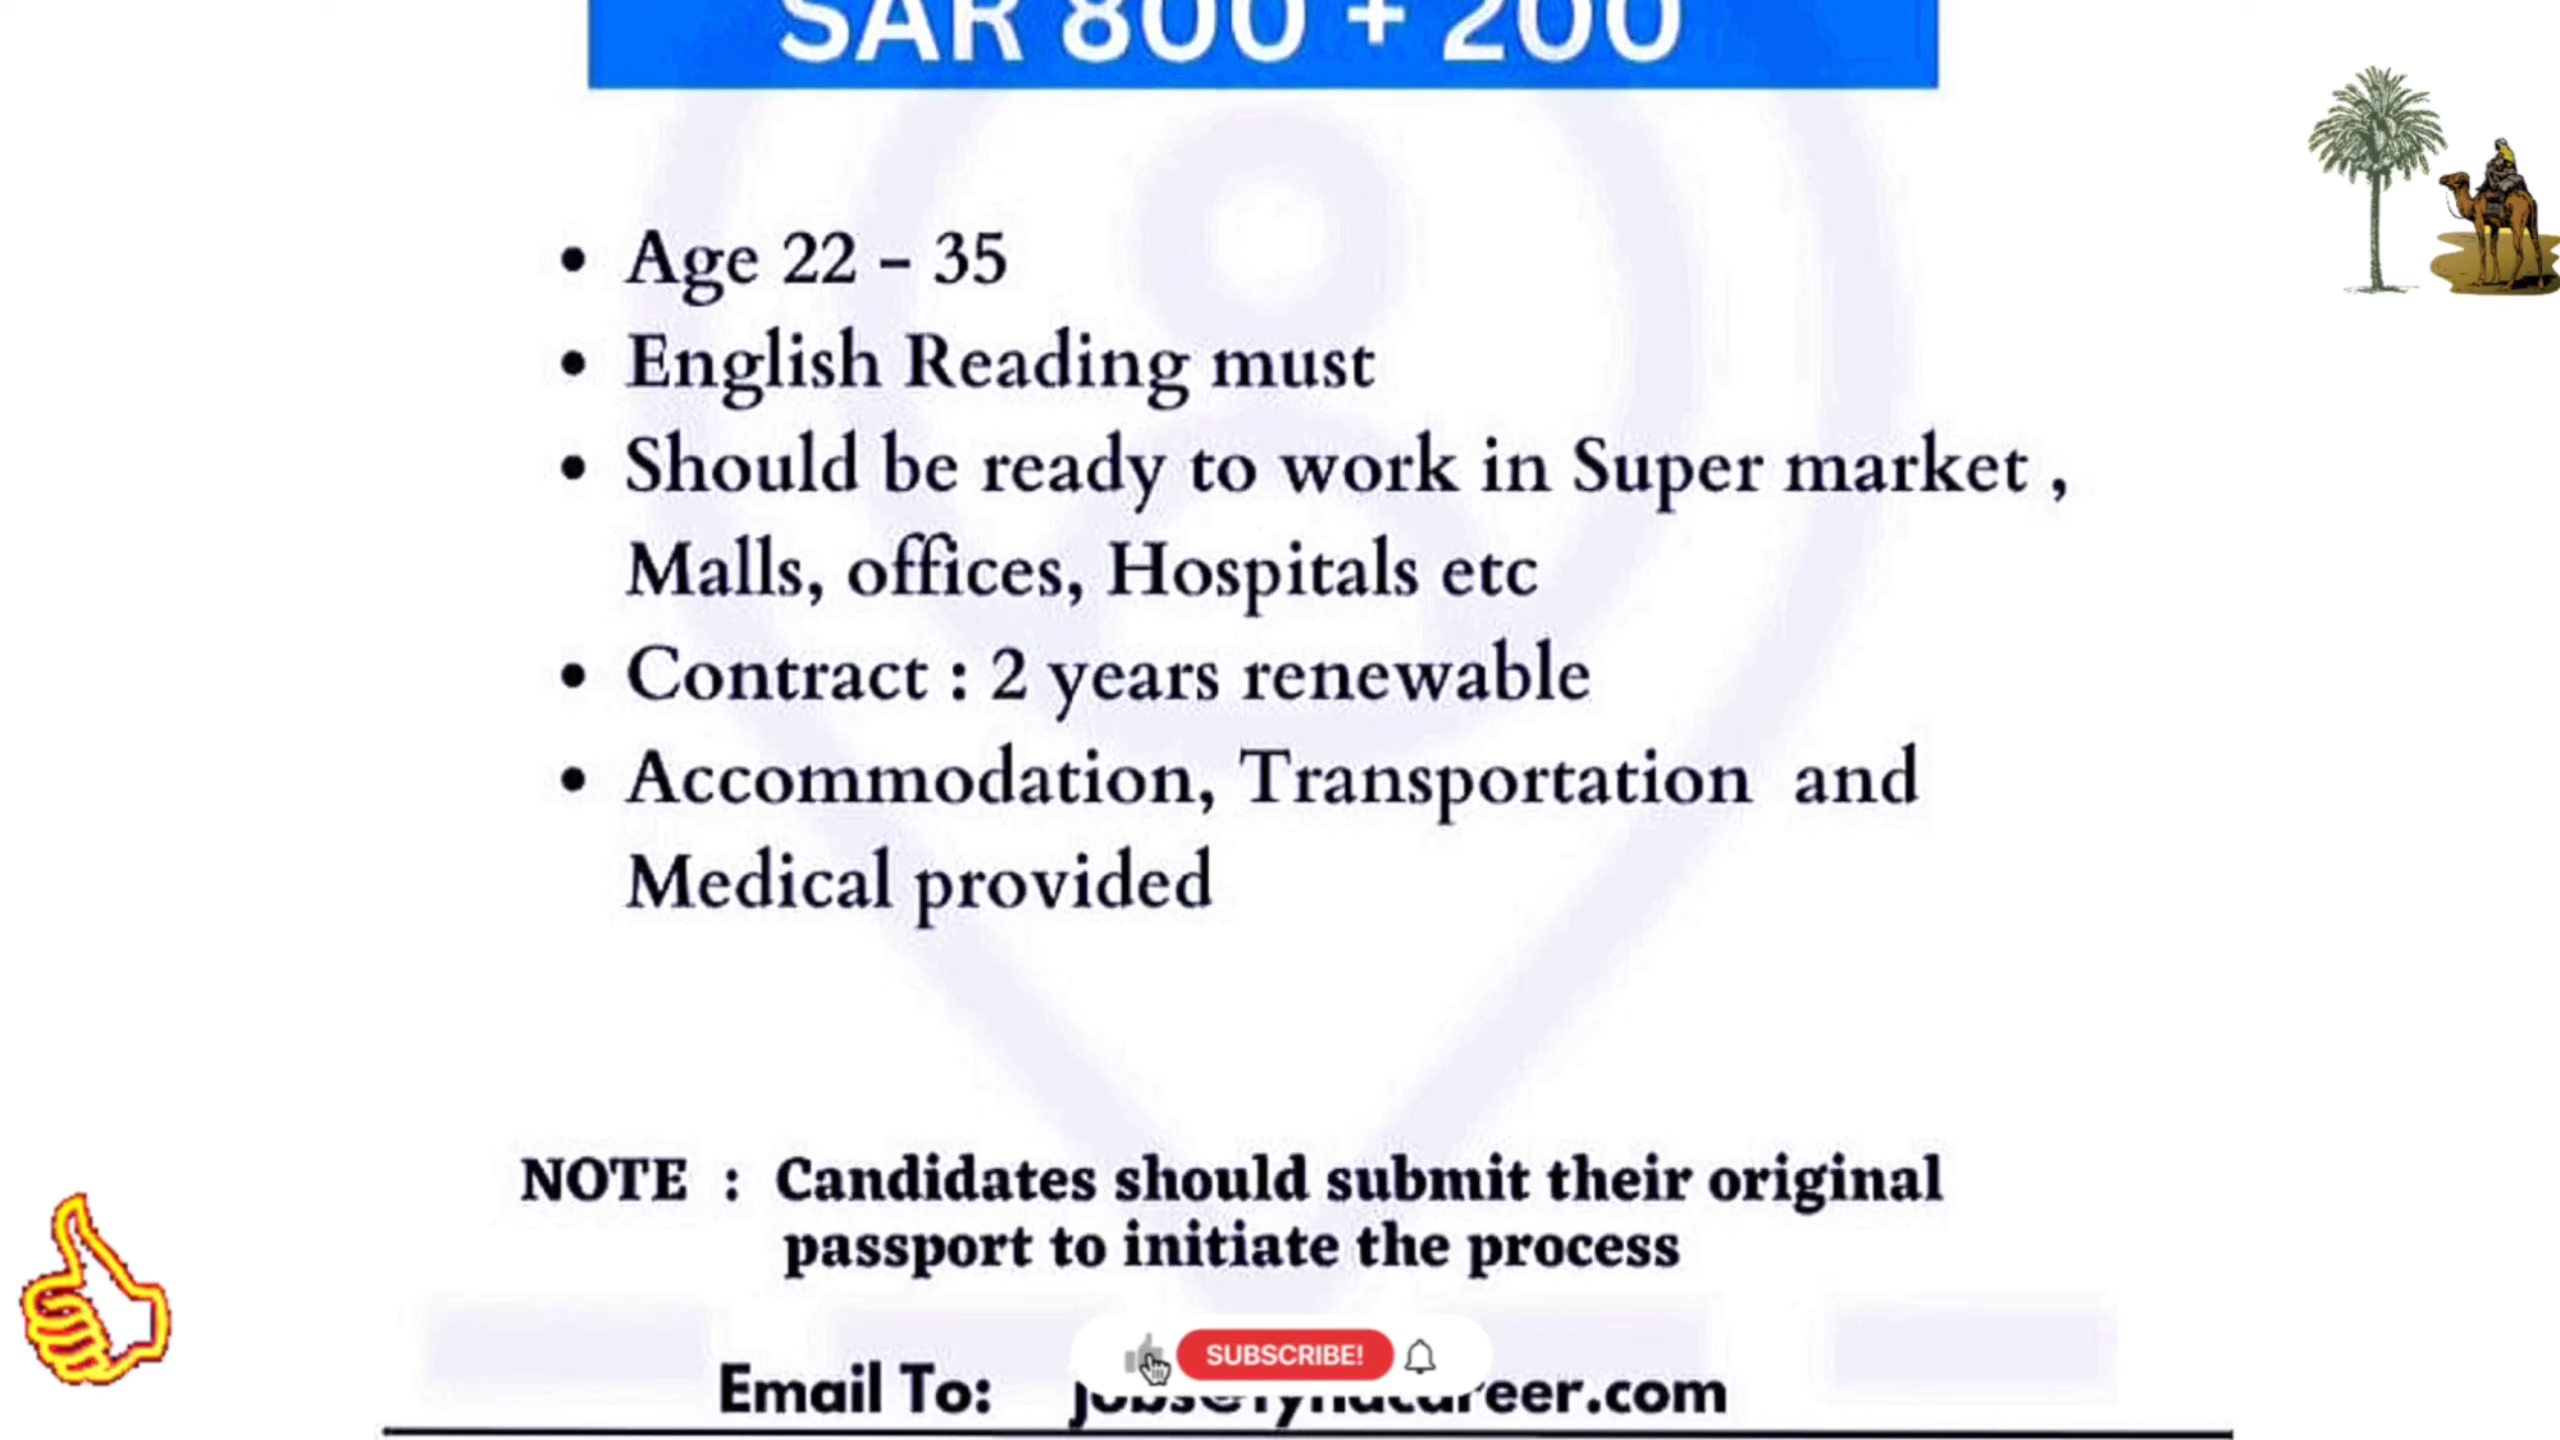 SAR 800 + 200
• Age 22 - 35
• English Reading must
• Should be ready to work in Super market ,
Malls, offices, Hospitals etc
• Contract : 2 years renewable
• Accommodation, Transportation and
Medical provided
NOTE : Candidates should submit their original
passport to initiate the process
SUBSCRIBE!
Email To: